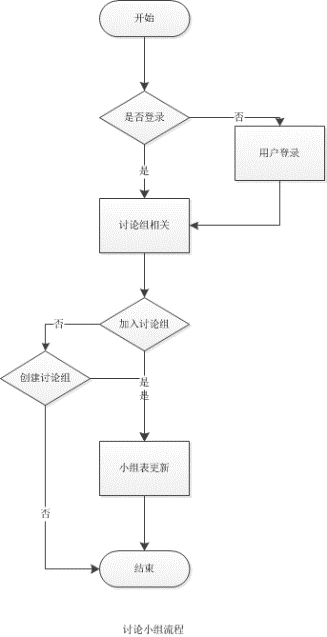 开始
是否登录
否
用户登录
是
讨论组相关
加入讨论组
否
创建讨论组
是
是
小组表更新
否
结束
讨论小组流程